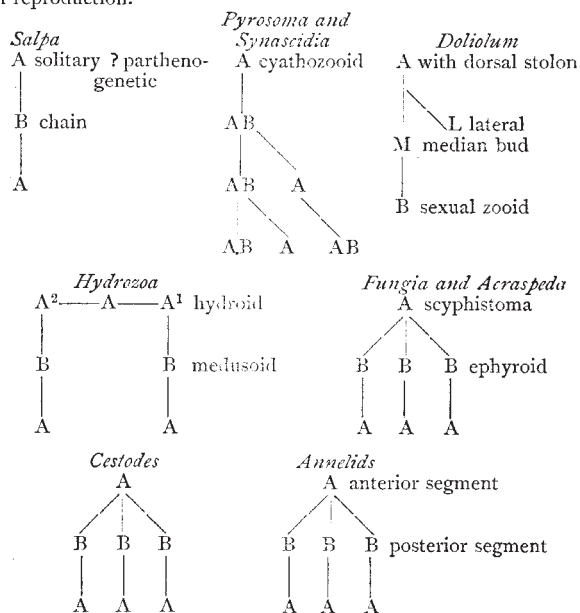 n reproduction.
Salpa
A solitary ? partheno-
genetic
B chain
A
Pyrosoma and
Synascidia
A cyathozooid
AB
AB A
AB A AB
Doliolum
A with dorsal stolon
L lateral
M median bud
B sexual zooid
Hydrozoa
A² A A¹ hydroid
B B medusoid
A A
Fungia and Acraspeda
A scyphistoma
B B B ephyroid
A A A
Cestodes
A
B B B
A A A
Annelids
A anterior segment
B B B posterior segment
A A A